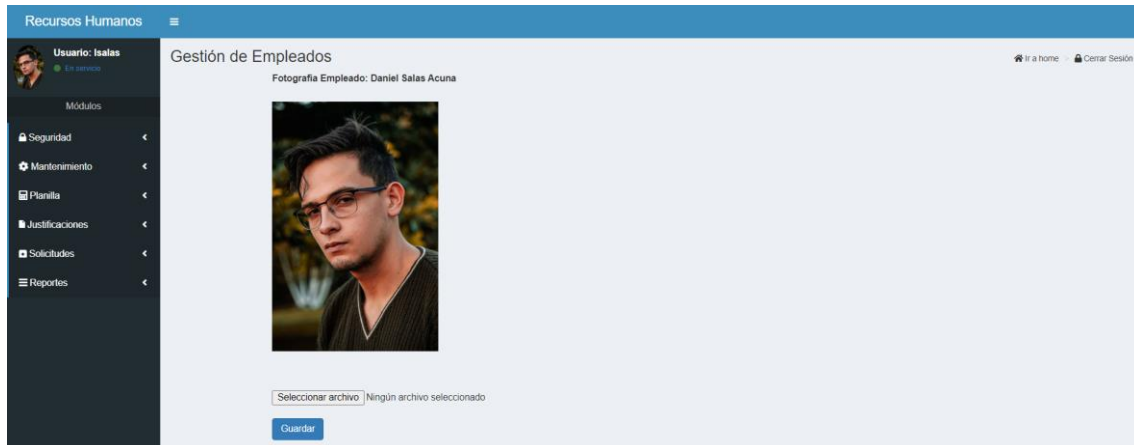 Recursos Humanos
Usuario: Isalas
En servicio
Módulos
Seguridad
Mantenimiento
Planilla
Justificaciones
Solicitudes
Reportes
Gestión de Empleados
Ir a home > Cerrar Sesión
Fotografia Empleado: Daniel Salas Acuna
Seleccionar archivo Ningún archivo seleccionado
Guardar